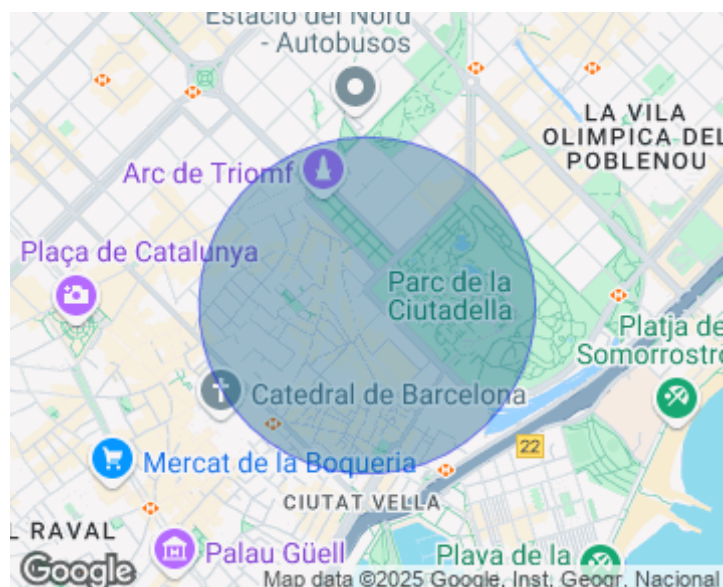 Estació del Nord
- Autobusos
LA VILA
OLIMPICA DEL
POBLENOU
Arc de Triomf
Plaça de Catalunya
Parc de la
Ciutadella
Platja de
Somorrostro
Catedral de Barcelona
22
Mercat de la Boqueria
CIUTAT VELLA
L RAVAL
Palau Güell
Playa de la
Google
Map data ©2025 Google, Inst. Geogr. Nacional